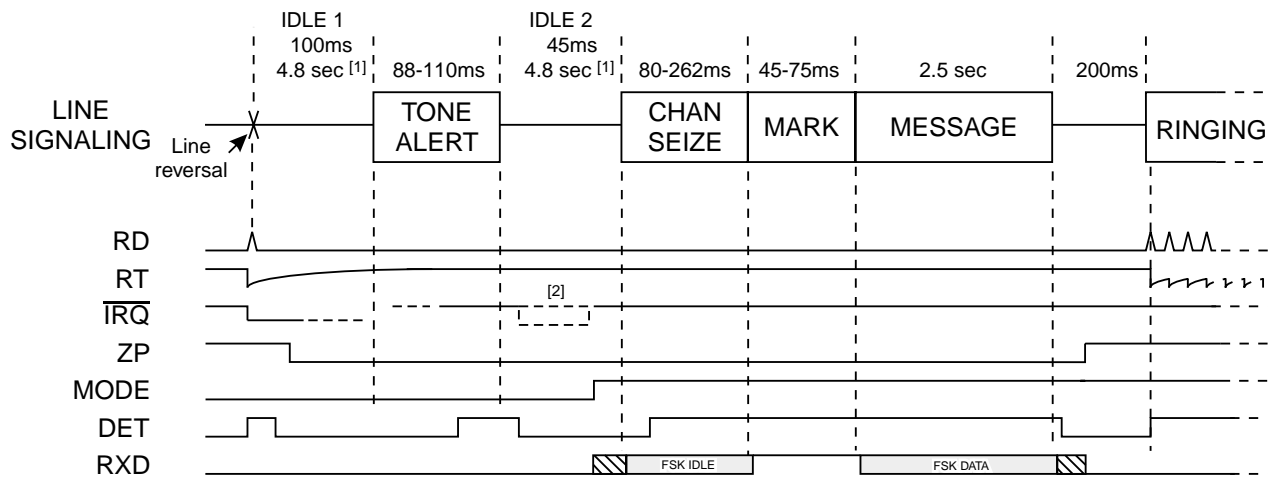 IDLE 1
100ms
4.8 sec [1]
88-110ms
IDLE 2
45ms
4.8 sec [1]
80-262ms
45-75ms
2.5 sec
200ms
LINE
SIGNALING
Line
reversal
TONE
ALERT
CHAN
SEIZE
MARK
MESSAGE
RINGING
RD
RT
IRQ
[2]
ZP
MODE
DET
RXD
FSK IDLE
FSK DATA